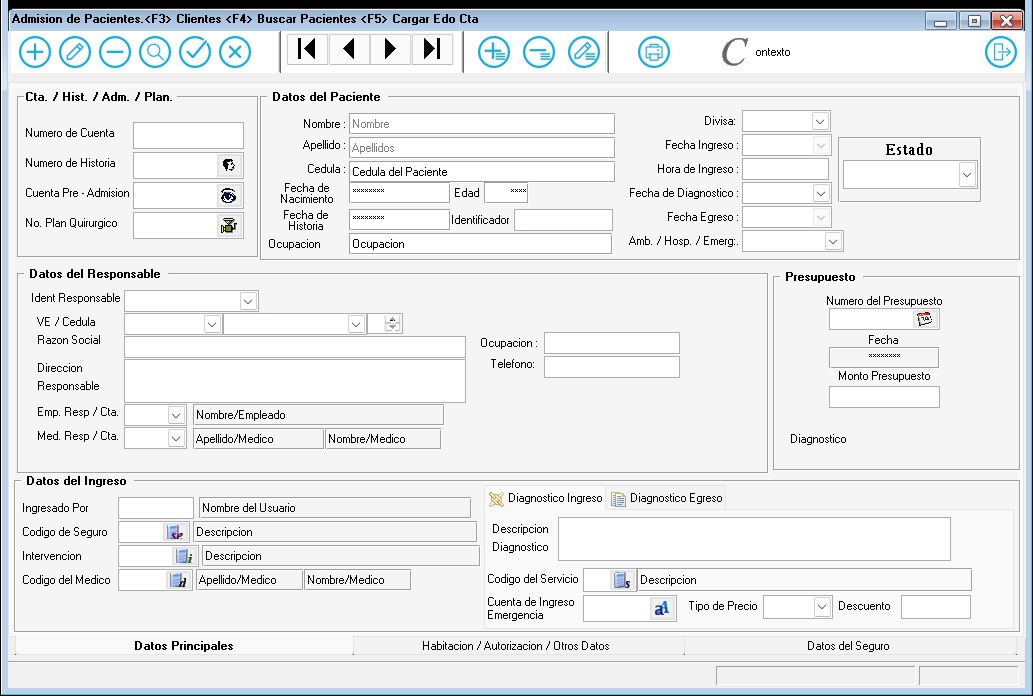 Admision de Pacientes.<F3> Clientes <F4> Buscar Pacientes <F5> Cargar Edo Cta
C ontexto
Cta. / Hist. / Adm. / Plan.
Numero de Cuenta
Numero de Historia
Cuenta Pre - Admision
No. Plan Quirurgico
Datos del Paciente
Nombre : Nombre
Apellido : Apellidos
Cedula : Cedula del Paciente
Fecha de Nacimiento ******** Edad ****
Fecha de Historia ******** Identificador
Ocupacion Ocupacion
Divisa:
Fecha Ingreso :
Hora de Ingreso :
Fecha de Diagnostico :
Fecha Egreso :
Amb. / Hosp. / Emerg:.
Estado
Datos del Responsable
Ident Responsable
VE / Cedula
Razon Social
Direccion
Responsable
Emp. Resp / Cta. Nombre/Empleado
Med. Resp / Cta. Apellido/Medico Nombre/Medico
Ocupacion :
Telefono:
Presupuesto
Numero del Presupuesto
Fecha
********
Monto Presupuesto
Diagnostico
Datos del Ingreso
Ingresado Por Nombre del Usuario
Codigo de Seguro Descripcion
Intervencion Descripcion
Codigo del Medico Apellido/Medico Nombre/Medico
Diagnostico Ingreso Diagnostico Egreso
Descripcion
Diagnostico
Codigo del Servicio Descripcion
Cuenta de Ingreso
Emergencia
Tipo de Precio Descuento
Datos Principales Habitacion / Autorizacion / Otros Datos Datos del Seguro